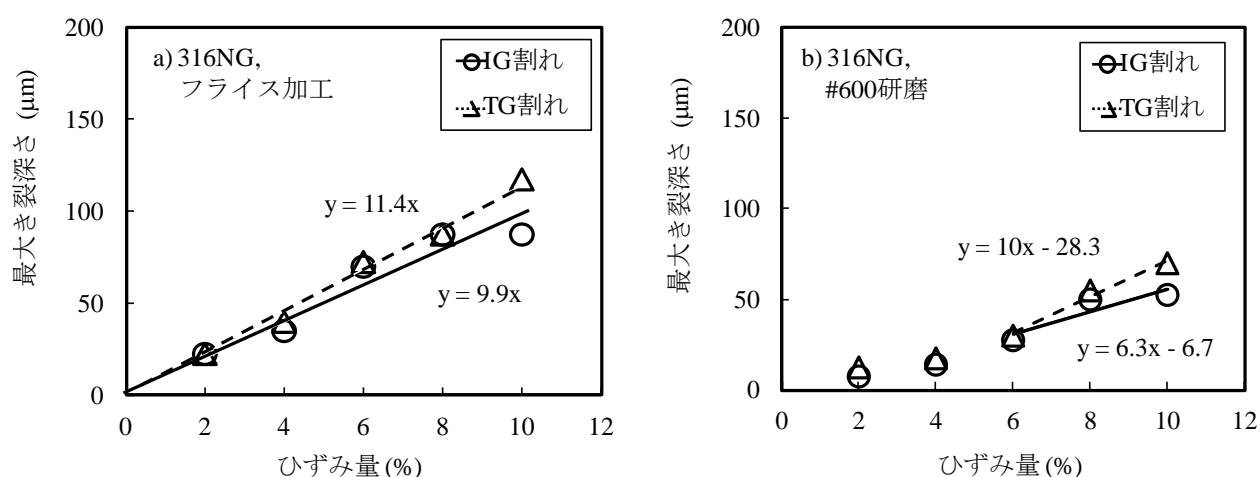 200
150
100
50
0
最大き裂深さ (μm)
a) 316NG,
フライス加工
IG割れ
TG割れ
y = 11.4x
y = 9.9x
0 2 4 6 8 10 12
ひずみ量(%)
200
150
100
50
0
最大き裂深さ (μm)
b) 316NG,
#600研磨
IG割れ
TG割れ
y = 10x - 28.3
y = 6.3x - 6.7
0 2 4 6 8 10 12
ひずみ量(%)